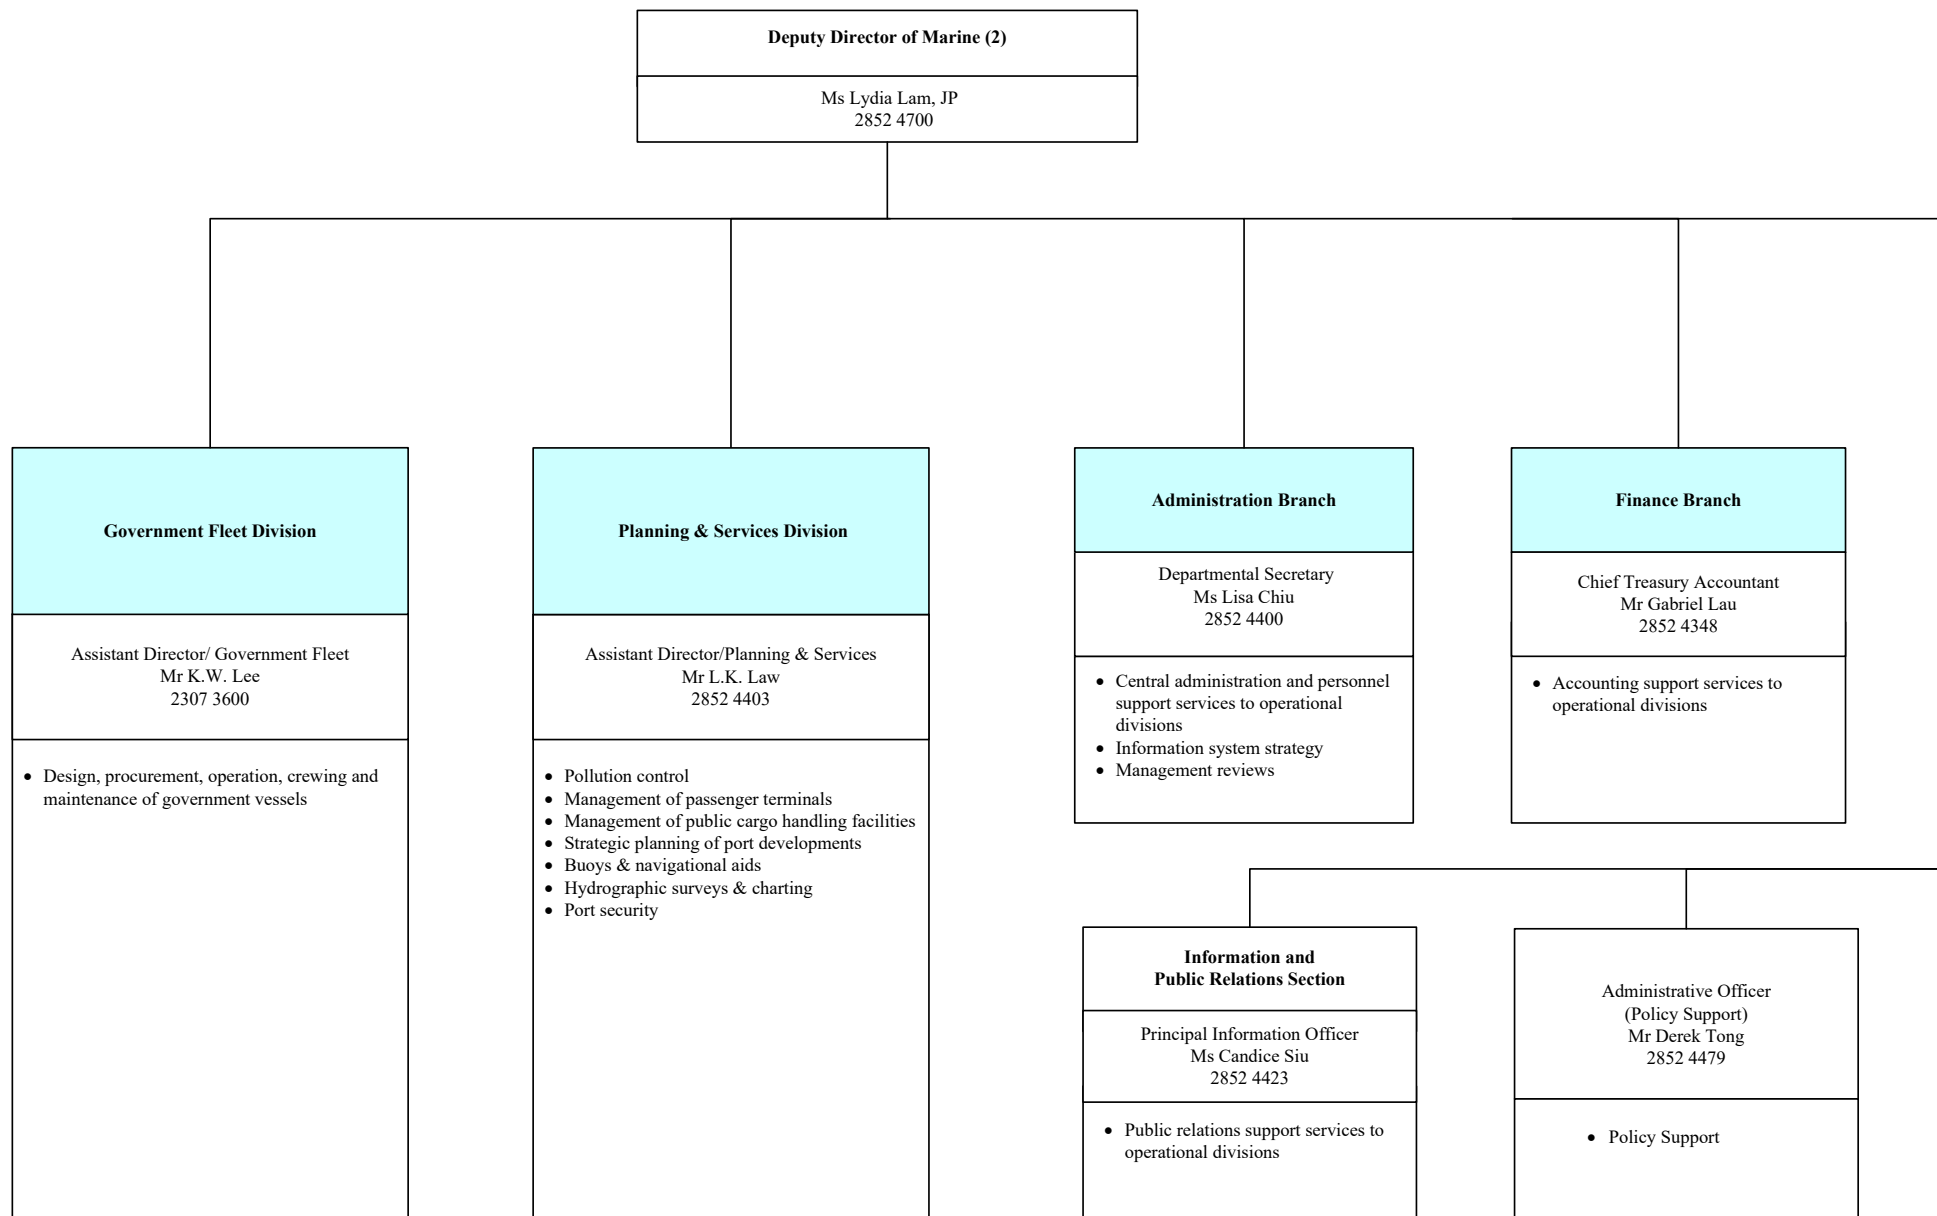 Deputy Director of Marine (2)
Ms Lydia Lam, JP
2852 4700
Government Fleet Division
Assistant Director/ Government Fleet
Mr K.W. Lee
2307 3600
• Design, procurement, operation, crewing and
maintenance of government vessels
Planning & Services Division
Assistant Director/Planning & Services
Mr L.K. Law
2852 4403
• Pollution control
• Management of passenger terminals
• Management of public cargo handling facilities
• Strategic planning of port developments
• Buoys & navigational aids
• Hydrographic surveys & charting
• Port security
Administration Branch
Departmental Secretary
Ms Lisa Chiu
2852 4400
• Central administration and personnel
support services to operational
divisions
• Information system strategy
• Management reviews
Finance Branch
Chief Treasury Accountant
Mr Gabriel Lau
2852 4348
• Accounting support services to
operational divisions
Information and
Public Relations Section
Principal Information Officer
Ms Candice Siu
2852 4423
• Public relations support services to
operational divisions
Administrative Officer
(Policy Support)
Mr Derek Tong
2852 4479
• Policy Support